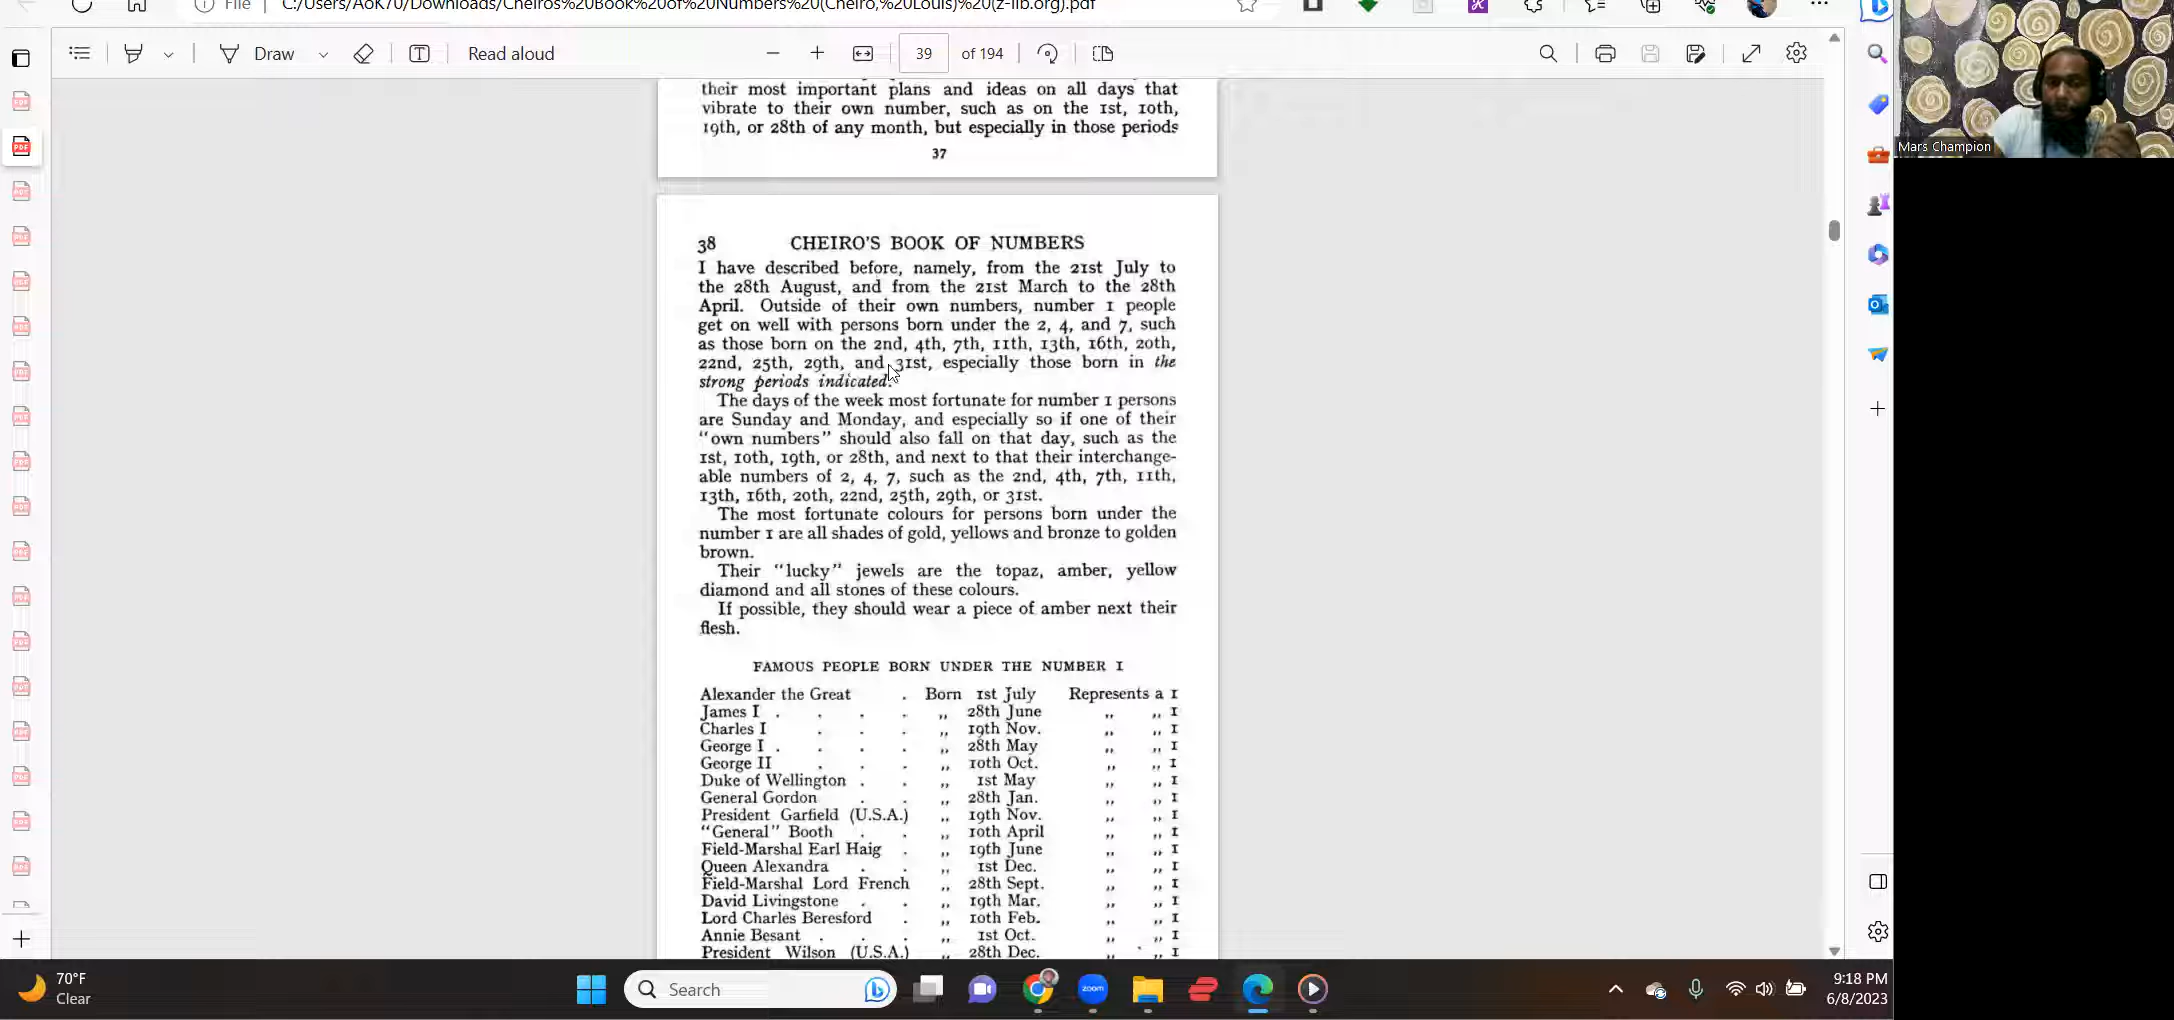 File
C:/Users/AoK70/Downloads/Cheiros%20Book%20of%20Numbers%20(Cheiro,%20Louis)%20(z-lib.org).pdf
Draw
Read aloud
39 of 194
their most important plans and ideas on all days that
vibrate to their own number, such as on the 1st, 10th,
19th, or 28th of any month, but especially in those periods
37
38 CHEIRO'S BOOK OF NUMBERS
I have described before, namely, from the 21st July to
the 28th August, and from the 21st March to the 28th
April. Outside of their own numbers, number 1 people
get on well with persons born under the 2, 4, and 7, such
as those born on the 2nd, 4th, 7th, 11th, 13th, 16th, 20th,
22nd, 25th, 29th, and 31st, especially those born in the
strong periods indicated.
The days of the week most fortunate for number 1 persons
are Sunday and Monday, and especially so if one of their
"own numbers" should also fall on that day, such as the
1st, 10th, 19th, or 28th, and next to that their interchange-
able numbers of 2, 4, 7, such as the 2nd, 4th, 7th, 11th,
13th, 16th, 20th, 22nd, 25th, 29th, or 31st.
The most fortunate colours for persons born under the
number 1 are all shades of gold, yellows and bronze to golden
brown.
Their "lucky" jewels are the topaz, amber, yellow
diamond and all stones of these colours.
If possible, they should wear a piece of amber next their
flesh.
FAMOUS PEOPLE BORN UNDER THE NUMBER 1
Alexander the Great . Born 1st July Represents a 1
James I . . . . ,, 28th June ,, ,, 1
Charles I . . . ,, 19th Nov. ,, ,, 1
George I . . . . ,, 28th May ,, ,, 1
George II . . . ,, 10th Oct. ,, ,, 1
Duke of Wellington . . ,, 1st May ,, ,, 1
General Gordon . . ,, 28th Jan. ,, ,, 1
President Garfield (U.S.A.) ,, 19th Nov. ,, ,, 1
"General" Booth . . ,, 10th April ,, ,, 1
Field-Marshal Earl Haig . ,, 19th June ,, ,, 1
Queen Alexandra . . ,, 1st Dec. ,, ,, 1
Field-Marshal Lord French ,, 28th Sept. ,, ,, 1
David Livingstone . . ,, 19th Mar. ,, ,, 1
Lord Charles Beresford . ,, 10th Feb. ,, ,, 1
Annie Besant . . . ,, 1st Oct. ,, ,, 1
President Wilson (U.S.A.) ,, 28th Dec. ,, ,, 1
Mars Champion
70°F
Clear
Search
zoom
9:18 PM
6/8/2023